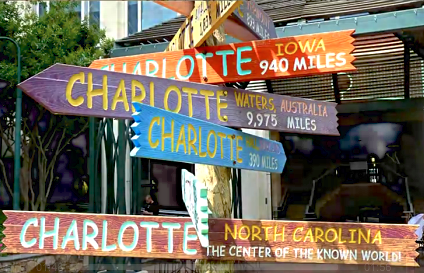 CHARLOTTE
IOWA
940 MILES
CHARLOTTE
WATERS, AUSTRALIA
9,975 MILES
CHARLOTTE
390 MILES
CHARLOTTE
NORTH CAROLINA
THE CENTER OF THE KNOWN WORLD!